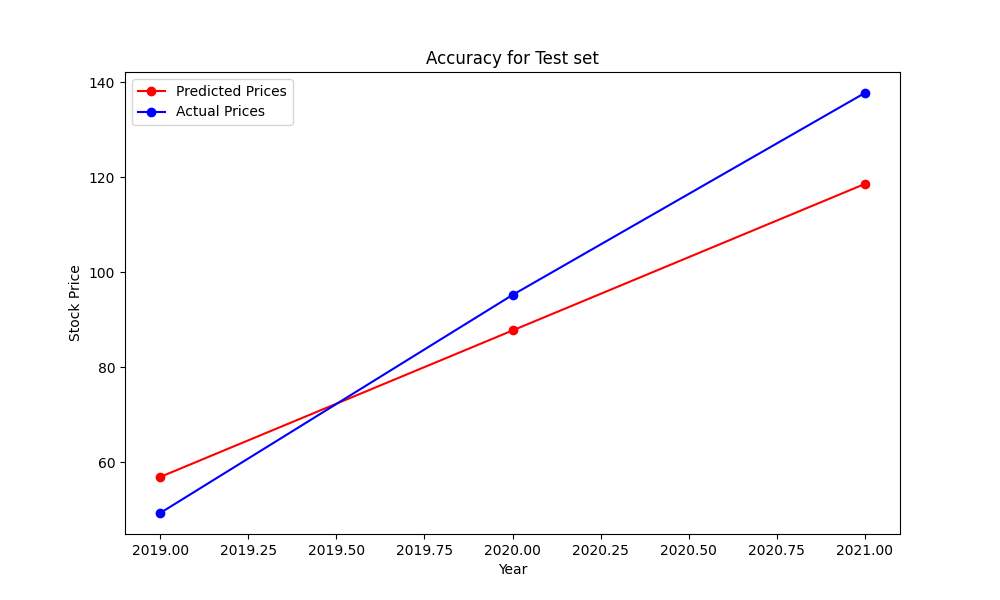 Accuracy for Test set
Predicted Prices
Actual Prices
140
120
100
80
60
Stock Price
2019.00 2019.25 2019.50 2019.75 2020.00 2020.25 2020.50 2020.75 2021.00
Year